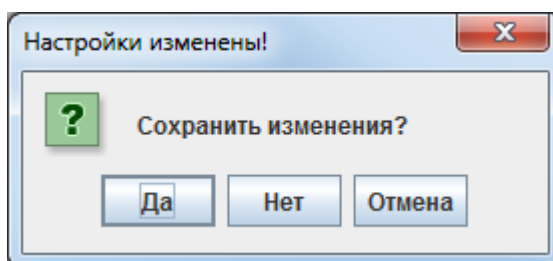 Настройки изменены!
Сохранить изменения?
Да Нет Отмена